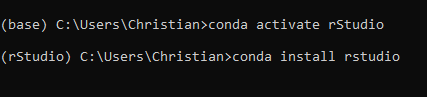 (base) C:\Users\Christian>conda activate rStudio
(rStudio) C:\Users\Christian>conda install rstudio